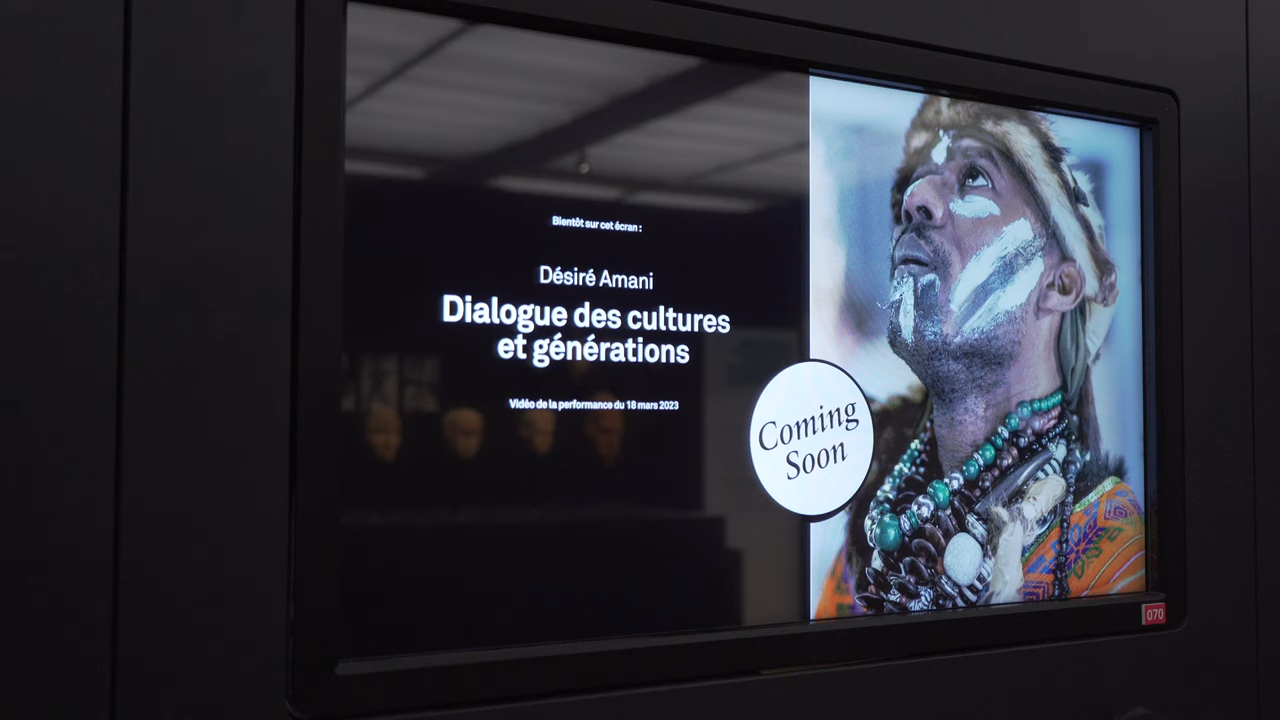 Bientôt sur cet écran :
Désiré Amani
Dialogue des cultures
et générations
Vidéo de la performance du 18 mars 2023
Coming
Soon
070